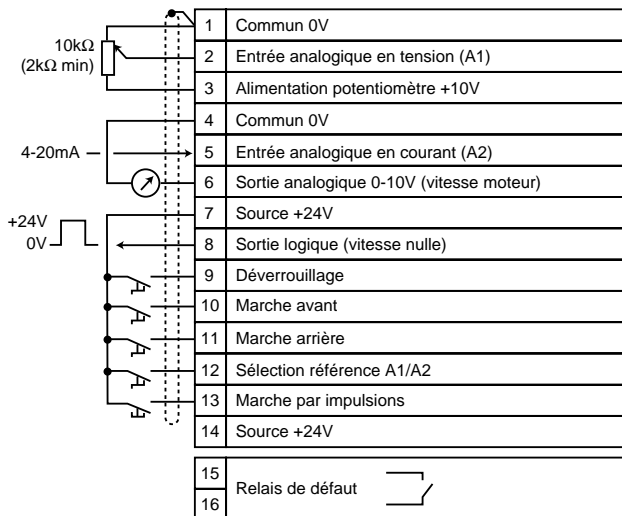 1 Commun 0V
10kΩ
(2kΩ min)
2 Entrée analogique en tension (A1)
3 Alimentation potentiomètre +10V
4 Commun 0V
4-20mA
5 Entrée analogique en courant (A2)
6 Sortie analogique 0-10V (vitesse moteur)
7 Source +24V
+24V
0V
8 Sortie logique (vitesse nulle)
9 Déverrouillage
10 Marche avant
11 Marche arrière
12 Sélection référence A1/A2
13 Marche par impulsions
14 Source +24V
15
Relais de défaut
16